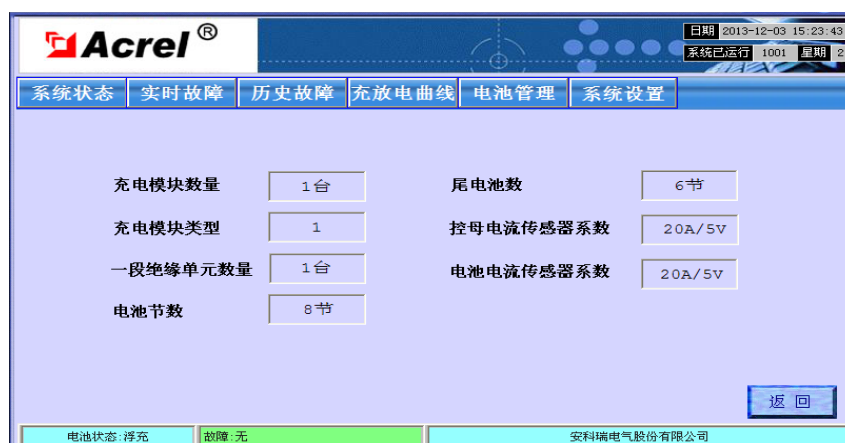 Acrel ®
日期 2013-12-03 15:23:43
系统已运行 1001 星期 2
系统状态 实时故障 历史故障 充放电曲线 电池管理 系统设置
充电模块数量 1台 尾电池数 6节
充电模块类型 1 控母电流传感器系数 20A/5V
一段绝缘单元数量 1台 电池电流传感器系数 20A/5V
电池节数 8节
返回
电池状态:浮充 故障:无 安科瑞电气股份有限公司